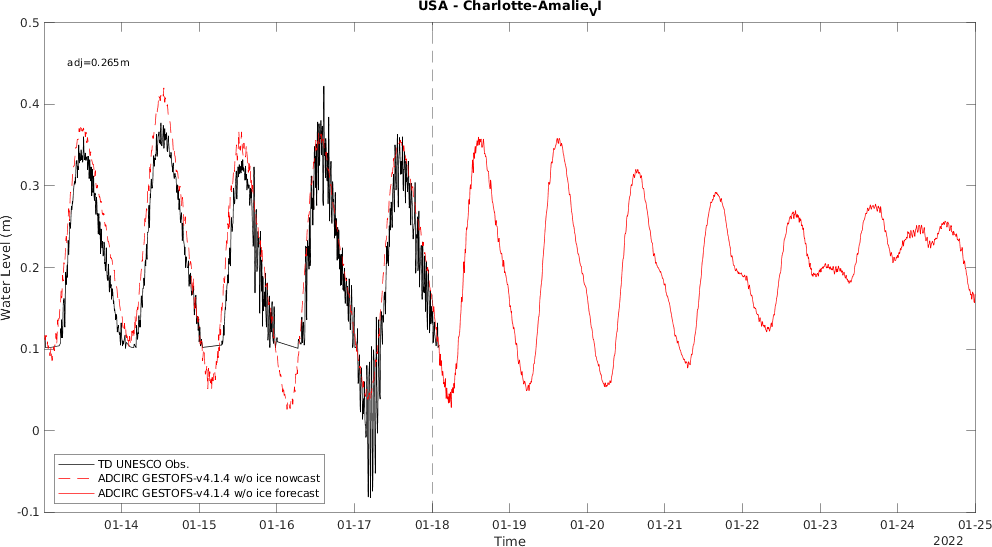 USA - Charlotte-AmalieVI
0.5
adj=0.265m
0.4
0.3
0.2
0.1
0
-0.1
Water Level (m)
TD UNESCO Obs.
ADCIRC GESTOFS-v4.1.4 w/o ice nowcast
ADCIRC GESTOFS-v4.1.4 w/o ice forecast
01-14 01-15 01-16 01-17 01-18 01-19 01-20 01-21 01-22 01-23 01-24 01-25
Time
2022